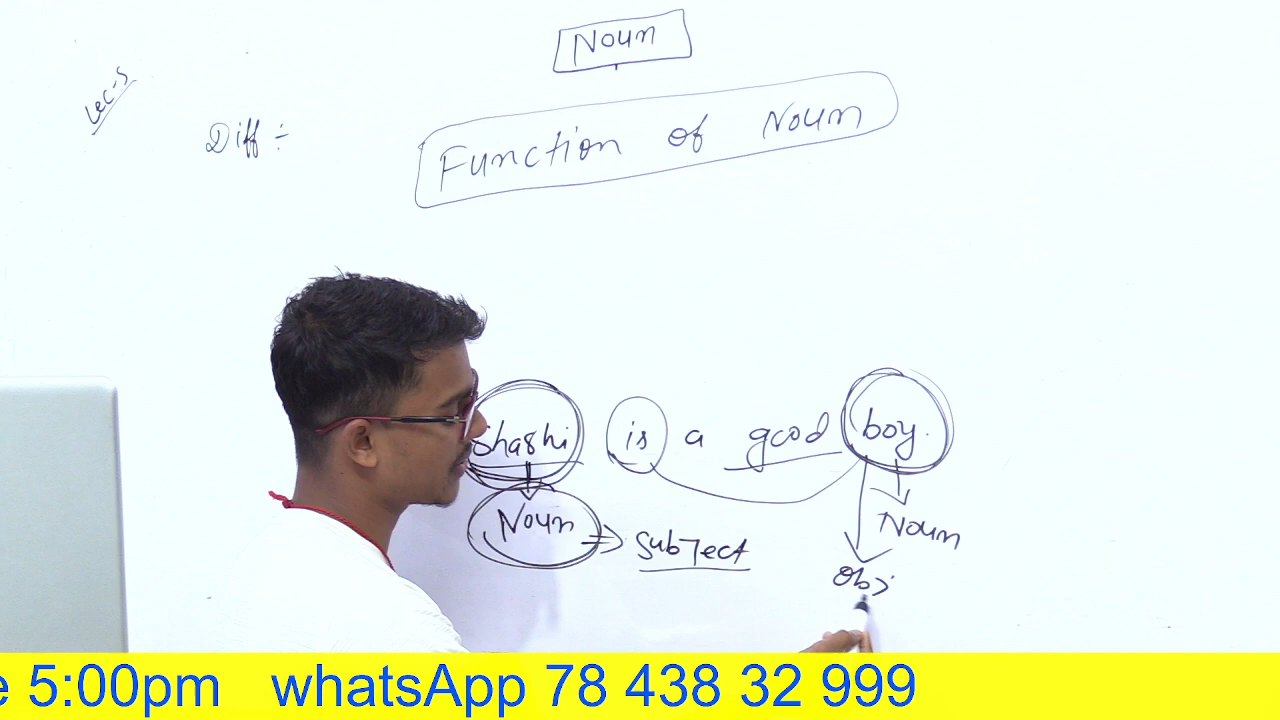 Noun
Lec-5
Diff ÷
Function of Noun
Shashi is a good boy.
Noun ⇒ Subject
Noun
Obj
e 5:00pm whatsApp 78 438 32 999